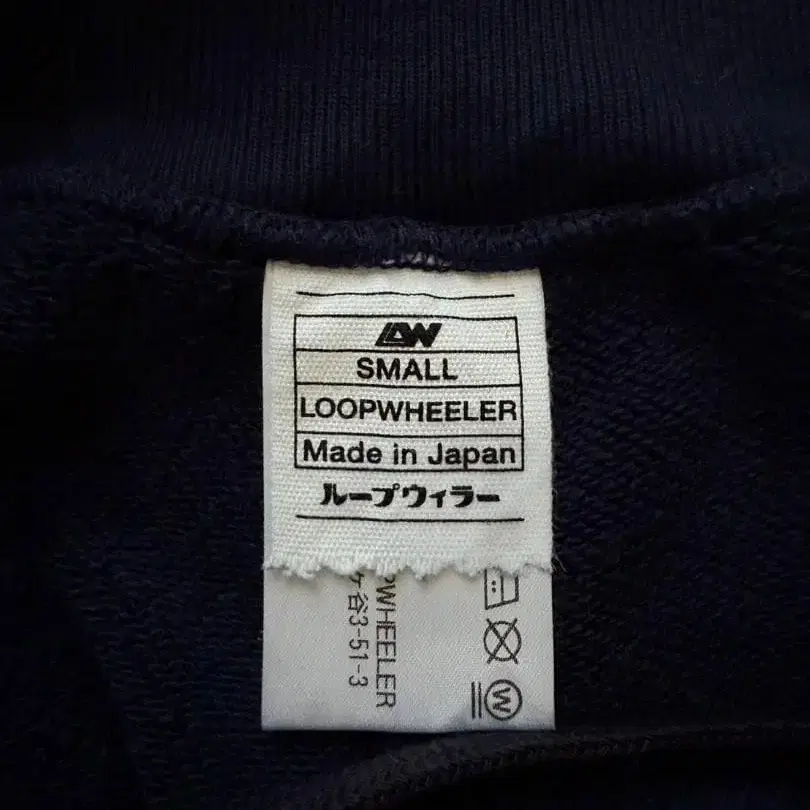 LW
SMALL
LOOPWHEELER
Made in Japan
ループウィラー
PWHEELER
ケ谷3-51-3
W